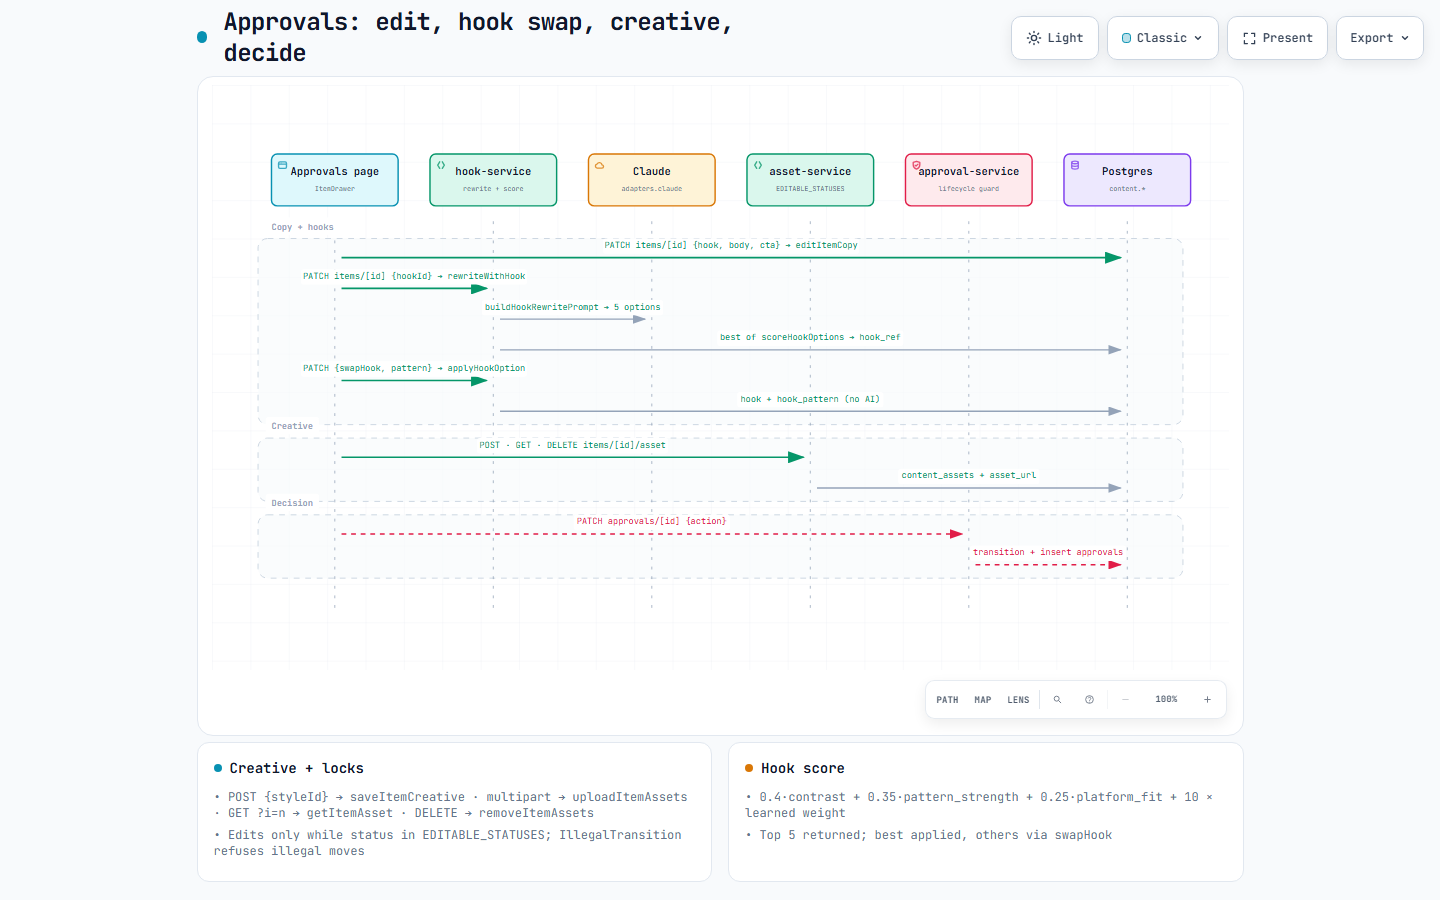 Approvals: edit, hook swap, creative,
decide
Light
Classic
Present
Export
Approvals page
ItemDrawer
hook-service
rewrite + score
Claude
adapters.claude
asset-service
EDITABLE_STATUSES
approval-service
lifecycle guard
Postgres
content.*
Copy + hooks
PATCH items/[id] {hook, body, cta} → editItemCopy
PATCH items/[id] {hookId} → rewriteWithHook
buildHookRewritePrompt → 5 options
best of scoreHookOptions → hook_ref
PATCH {swapHook, pattern} → applyHookOption
hook + hook_pattern (no AI)
Creative
POST · GET · DELETE items/[id]/asset
content_assets + asset_url
Decision
PATCH approvals/[id] {action}
transition + insert approvals
PATH
MAP
LENS
− 100% +
Creative + locks
• POST {styleId} → saveItemCreative · multipart → uploadItemAssets
· GET ?i=n → getItemAsset · DELETE → removeItemAssets
• Edits only while status in EDITABLE_STATUSES; IllegalTransition
refuses illegal moves
Hook score
• 0.4·contrast + 0.35·pattern_strength + 0.25·platform_fit + 10 ×
learned weight
• Top 5 returned; best applied, others via swapHook